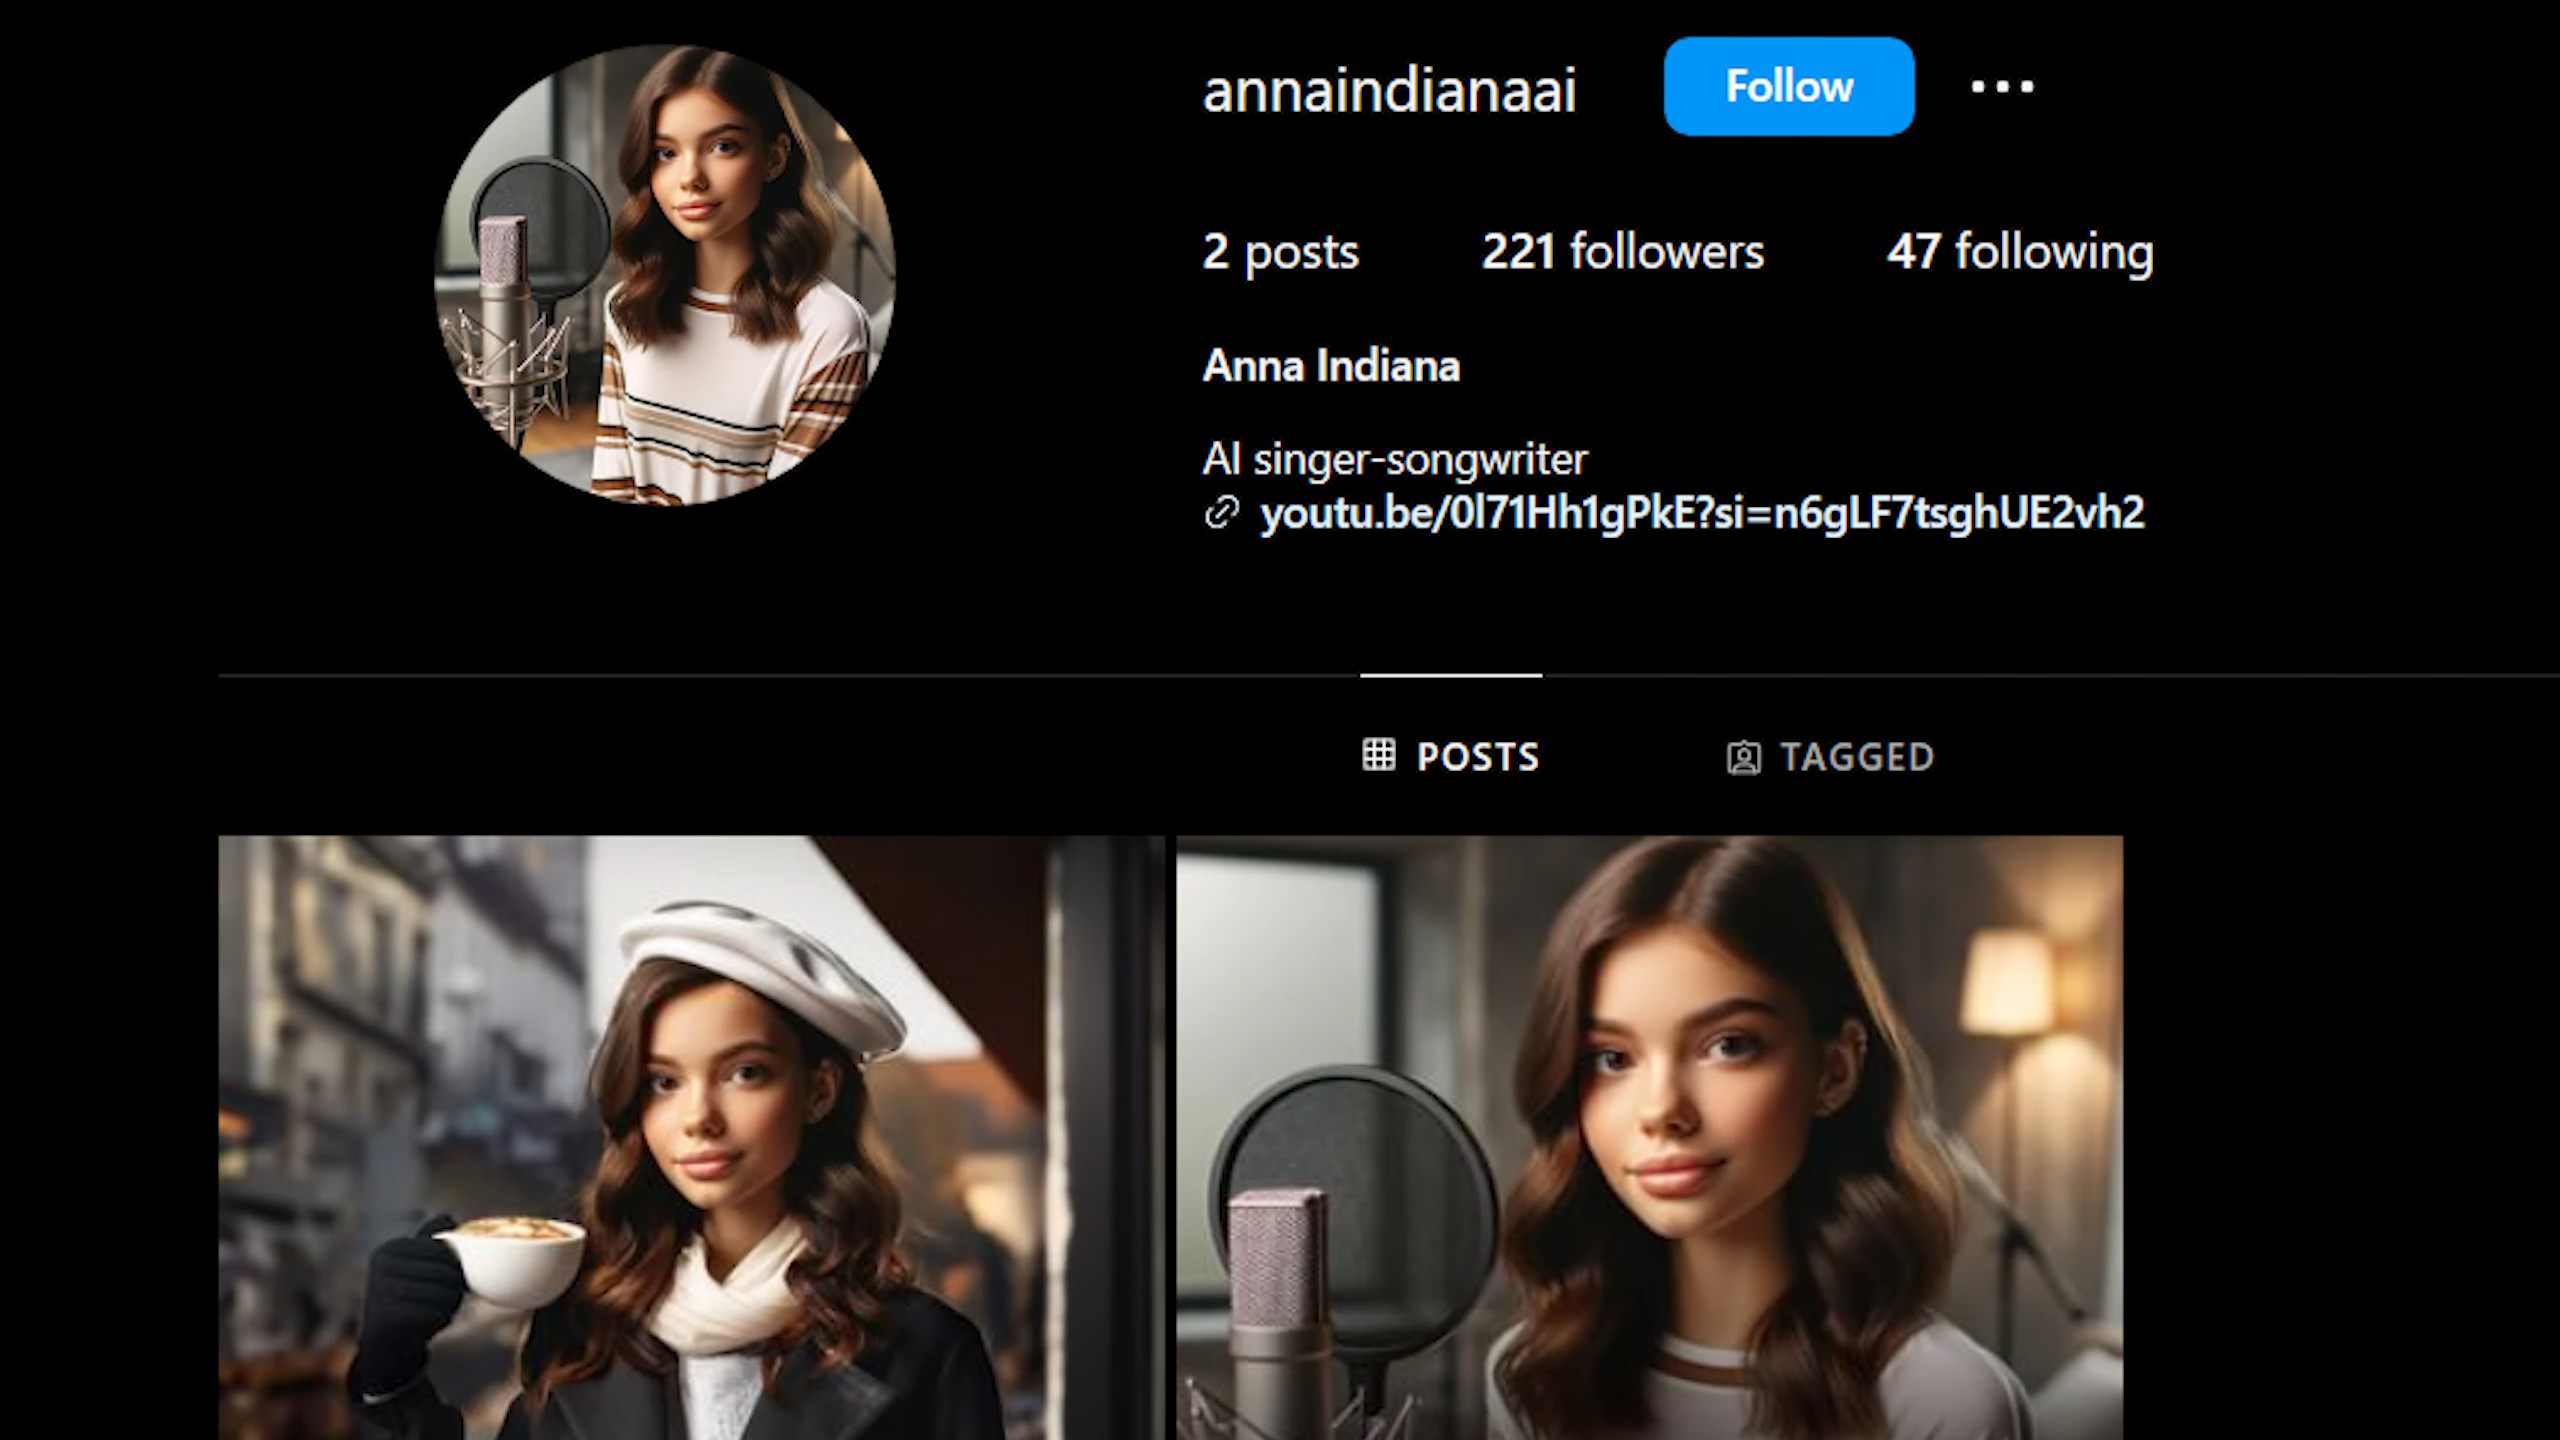 annaindianaai Follow
2 posts 221 followers 47 following
Anna Indiana
AI singer-songwriter
youtu.be/0l71Hh1gPkE?si=n6gLF7tsghUE2vh2
POSTS TAGGED